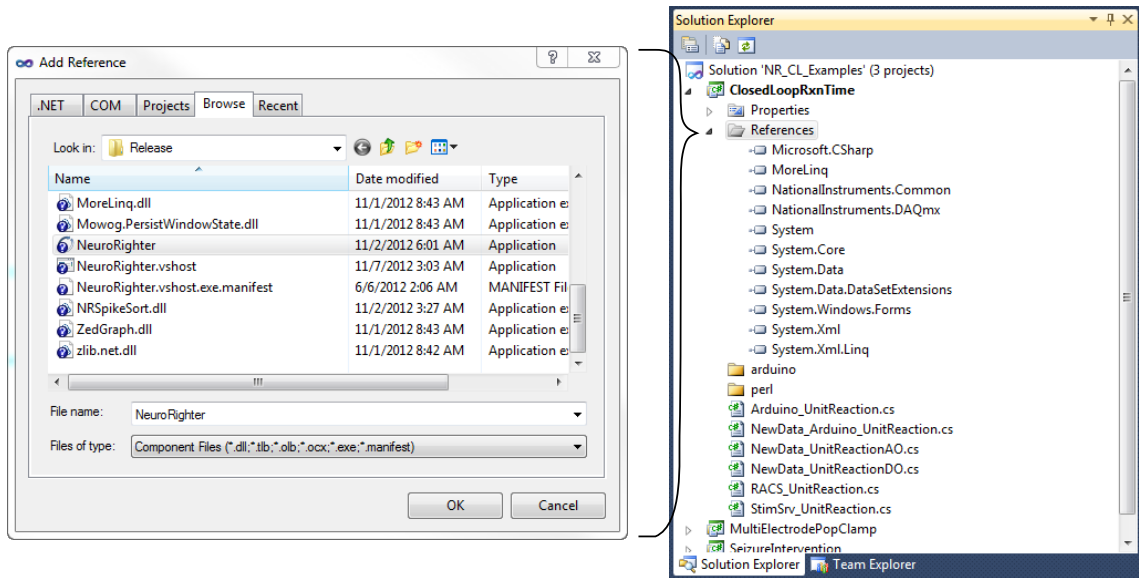 Add Reference
.NET COM Projects Browse Recent
Look in: Release
Name Date modified Type
MoreLinq.dll 11/1/2012 8:43 AM Application e
Mowog.PersistWindowState.dll 11/1/2012 8:43 AM Application e
NeuroRighter 11/2/2012 6:01 AM Application
NeuroRighter.vshost 11/7/2012 3:03 AM Application
NeuroRighter.vshost.exe.manifest 6/6/2012 2:06 AM MANIFEST Fil
NRSpikeSort.dll 11/2/2012 3:27 AM Application e
ZedGraph.dll 11/1/2012 8:43 AM Application e
zlib.net.dll 11/1/2012 8:42 AM Application e
File name: NeuroRighter
Files of type: Component Files (*.dll;*.tlb;*.olb;*.ocx;*.exe;*.manifest)
OK Cancel
Solution Explorer
Solution 'NR_CL_Examples' (3 projects)
ClosedLoopRxnTime
Properties
References
Microsoft.CSharp
MoreLinq
NationalInstruments.Common
NationalInstruments.DAQmx
System
System.Core
System.Data
System.Data.DataSetExtensions
System.Windows.Forms
System.Xml
System.Xml.Linq
arduino
perl
Arduino_UnitReaction.cs
NewData_Arduino_UnitReaction.cs
NewData_UnitReactionAO.cs
NewData_UnitReactionDO.cs
RACS_UnitReaction.cs
StimSrv_UnitReaction.cs
MultiElectrodePopClamp
SeizureIntervention
Solution Explorer Team Explorer